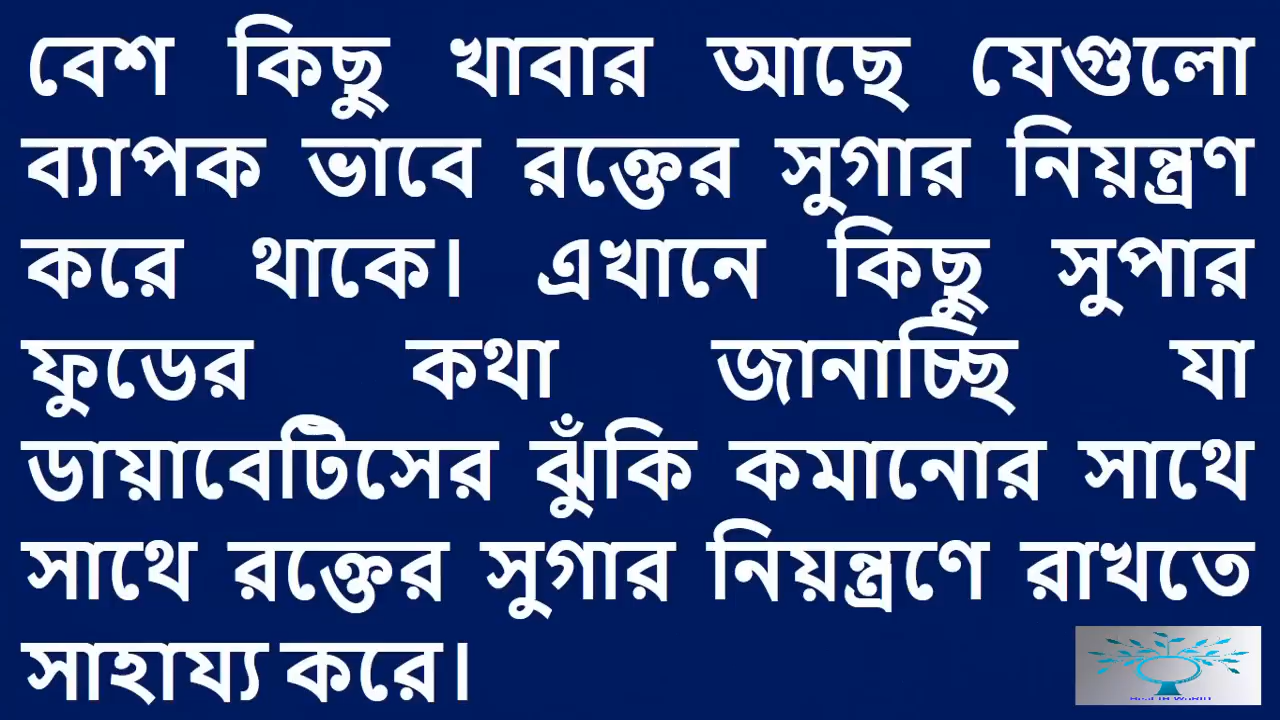 বেশ কিছু খাবার আছে যেগুলো
ব্যাপক ভাবে রক্তের সুগার নিয়ন্ত্রণ
করে থাকে। এখানে কিছু সুপার
ফুডের কথা জানাচ্ছি যা
ডায়াবেটিসের ঝুঁকি কমানোর সাথে
সাথে রক্তের সুগার নিয়ন্ত্রণে রাখতে
সাহায্য করে।